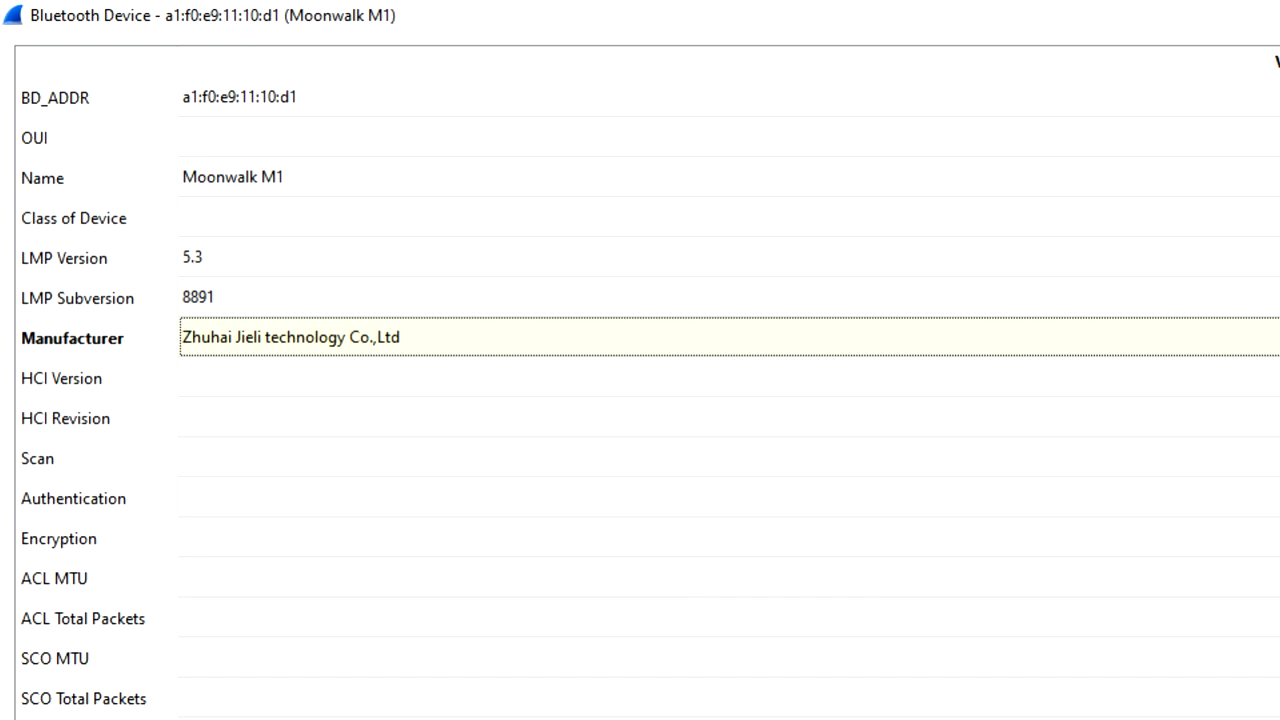 Bluetooth Device - a1:f0:e9:11:10:d1 (Moonwalk M1)
BD_ADDR a1:f0:e9:11:10:d1
OUI
Name Moonwalk M1
Class of Device
LMP Version 5.3
LMP Subversion 8891
Manufacturer Zhuhai Jieli technology Co.,Ltd
HCI Version
HCI Revision
Scan
Authentication
Encryption
ACL MTU
ACL Total Packets
SCO MTU
SCO Total Packets